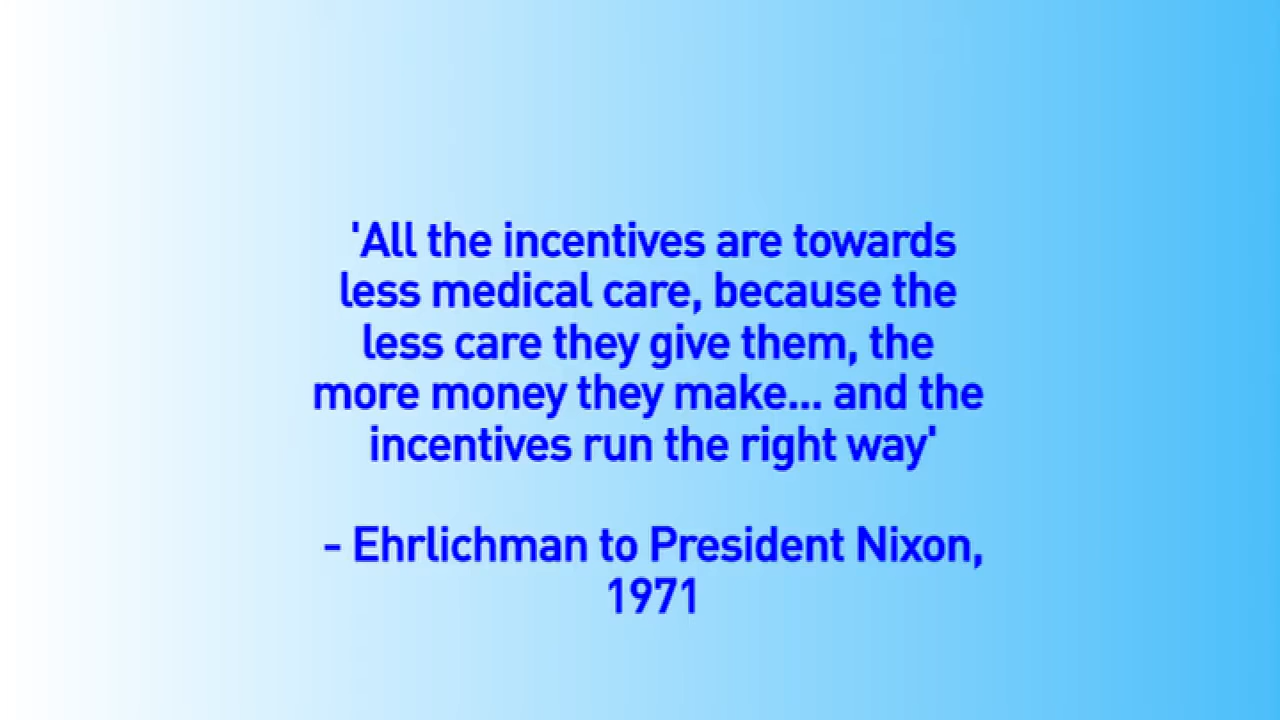 'All the incentives are towards
less medical care, because the
less care they give them, the
more money they make... and the
incentives run the right way'
- Ehrlichman to President Nixon,
1971